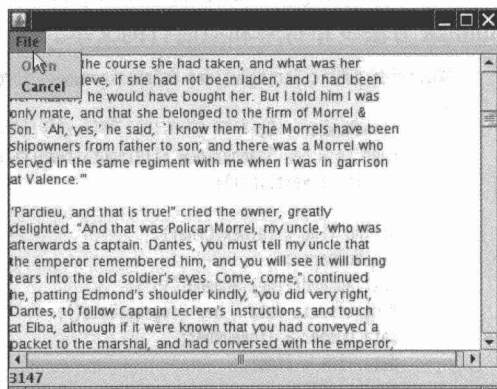 File
Open
Cancel
the course she had taken, and what was her
ieve, if she had not been laden, and I had been
her master, he would have bought her. But I told him I was
only mate, and that she belonged to the firm of Morrel &
Son. `Ah, yes,' he said, `I know them. The Morrels have been
shipowners from father to son; and there was a Morrel who
served in the same regiment with me when I was in garrison
at Valence.'"
"Pardieu, and that is true!" cried the owner, greatly
delighted. "And that was Policar Morrel, my uncle, who was
afterwards a captain. Dantes, you must tell my uncle that
the emperor remembered him, and you will see it will bring
tears into the old soldier's eyes. Come, come," continued
he, patting Edmond's shoulder kindly, "you did very right,
Dantes, to follow Captain Leclere's instructions, and touch
at Elba, although if it were known that you had conveyed a
packet to the marshal, and had conversed with the emperor,
3147